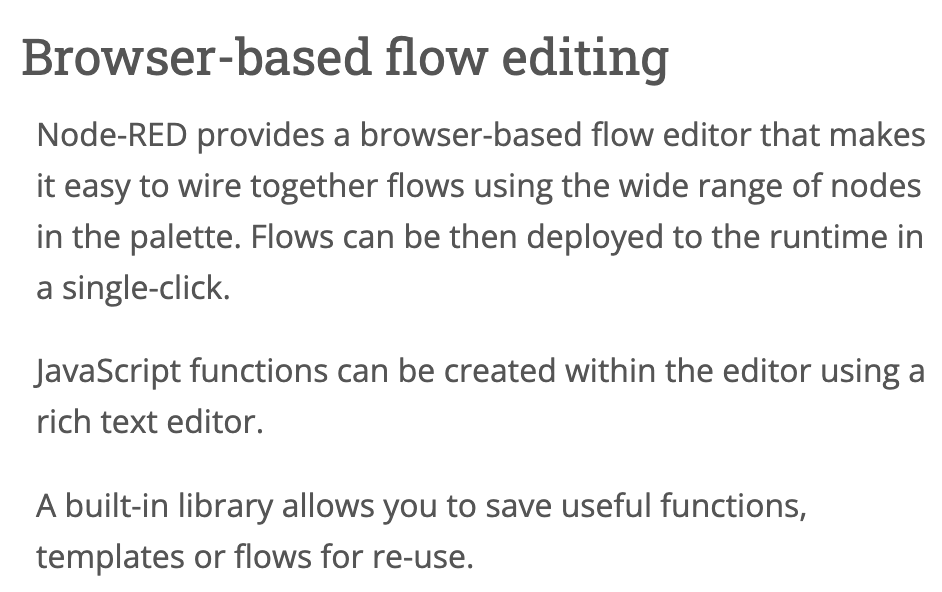 Browser-based flow editing
Node-RED provides a browser-based flow editor that makes
it easy to wire together flows using the wide range of nodes
in the palette. Flows can be then deployed to the runtime in
a single-click.
JavaScript functions can be created within the editor using a
rich text editor.
A built-in library allows you to save useful functions,
templates or flows for re-use.